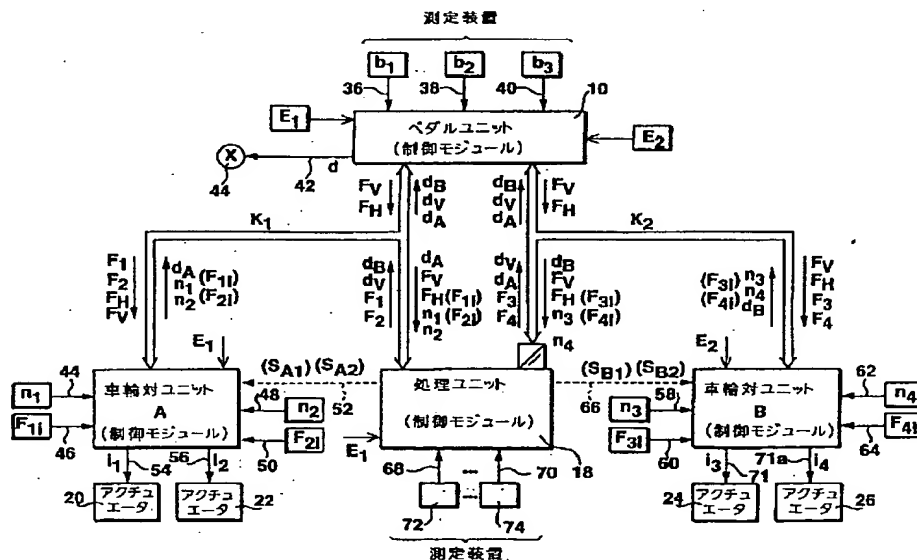 測定装置
b1
b2
b3
36
38
40
10
E1
ペダルユニット
(制御モジュール)
E2
X
44
42
d
FV
FH
dB
dV
dA
dB
dV
dA
FV
FH
K1
K2
F1
F2
FH
FV
dA (F1i)
n1
n2 (F2i)
dB
dV
F1
F2
dA
FV
FH (F1i)
n1 (F2i)
n2
dV
dA
F3
F4
dB
FV
FH (F3i)
n3 (F4i)
n4
(F3i) n3
(F4i) n4
dB
FV
FH
F3
F4
E1
(SA1) (SA2)
(SB1) (SB2)
E2
n1
44
車輪対ユニット
A
(制御モジュール)
48
n2
52
処理ユニット
(制御モジュール)
66
58
n3
車輪対ユニット
B
(制御モジュール)
62
n4
F1i
46
50
F2i
E1
18
F3i
60
64
F4i
i1
54
56
i2
68
70
i3
71
71a
i4
20
アクチュ
エータ
22
アクチュ
エータ
72
74
24
アクチュ
エータ
26
アクチュ
エータ
測定装置